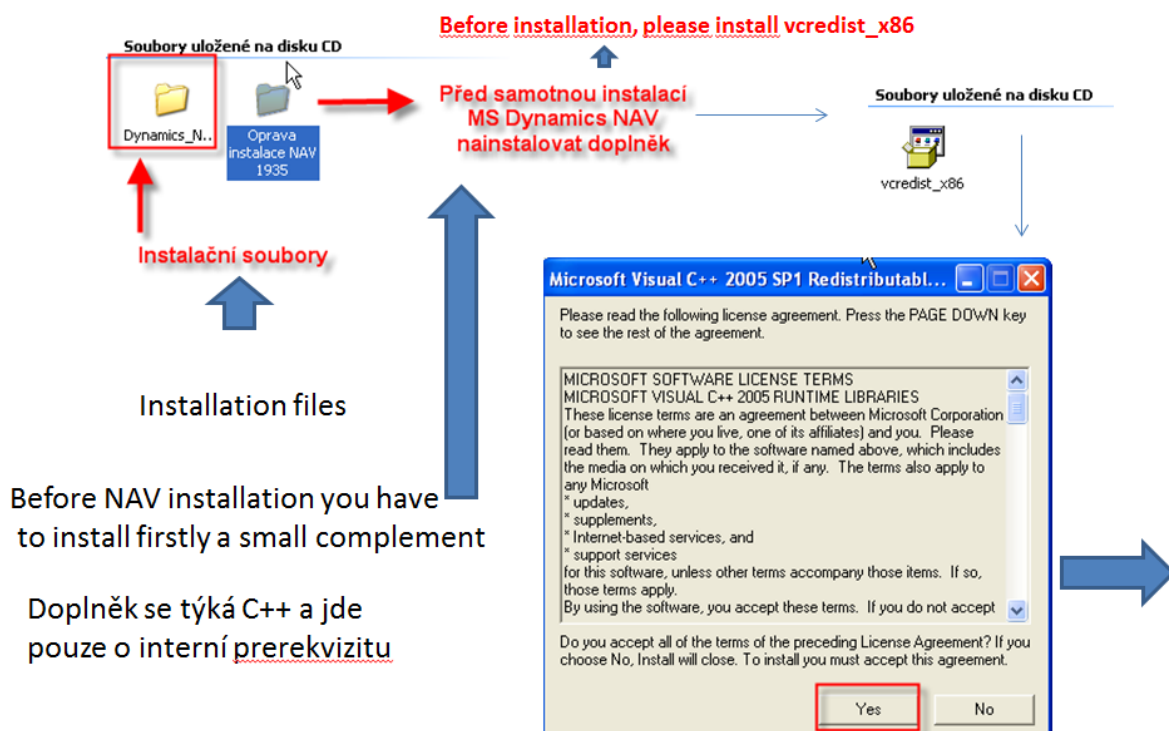 Before installation, please install vcredist_x86
Soubory uložené na disku CD
Dynamics_N..
Oprava
instalace NAV
1935
Před samotnou instalací
MS Dynamics NAV
nainstalovat doplněk
Soubory uložené na disku CD
vcredist_x86
Instalační soubory
Installation files
Before NAV installation you have
to install firstly a small complement
Doplněk se týká C++ a jde
pouze o interní prerekvizitu
Microsoft Visual C++ 2005 SP1 Redistributabl...
Please read the following license agreement. Press the PAGE DOWN key
to see the rest of the agreement.
MICROSOFT SOFTWARE LICENSE TERMS
MICROSOFT VISUAL C++ 2005 RUNTIME LIBRARIES
These license terms are an agreement between Microsoft Corporation
(or based on where you live, one of its affiliates) and you. Please
read them. They apply to the software named above, which includes
the media on which you received it, if any. The terms also apply to
any Microsoft
* updates,
* supplements,
* Internet-based services, and
* support services
for this software, unless other terms accompany those items. If so,
those terms apply.
By using the software, you accept these terms. If you do not accept
Do you accept all of the terms of the preceding License Agreement? If you
choose No, Install will close. To install you must accept this agreement.
Yes
No